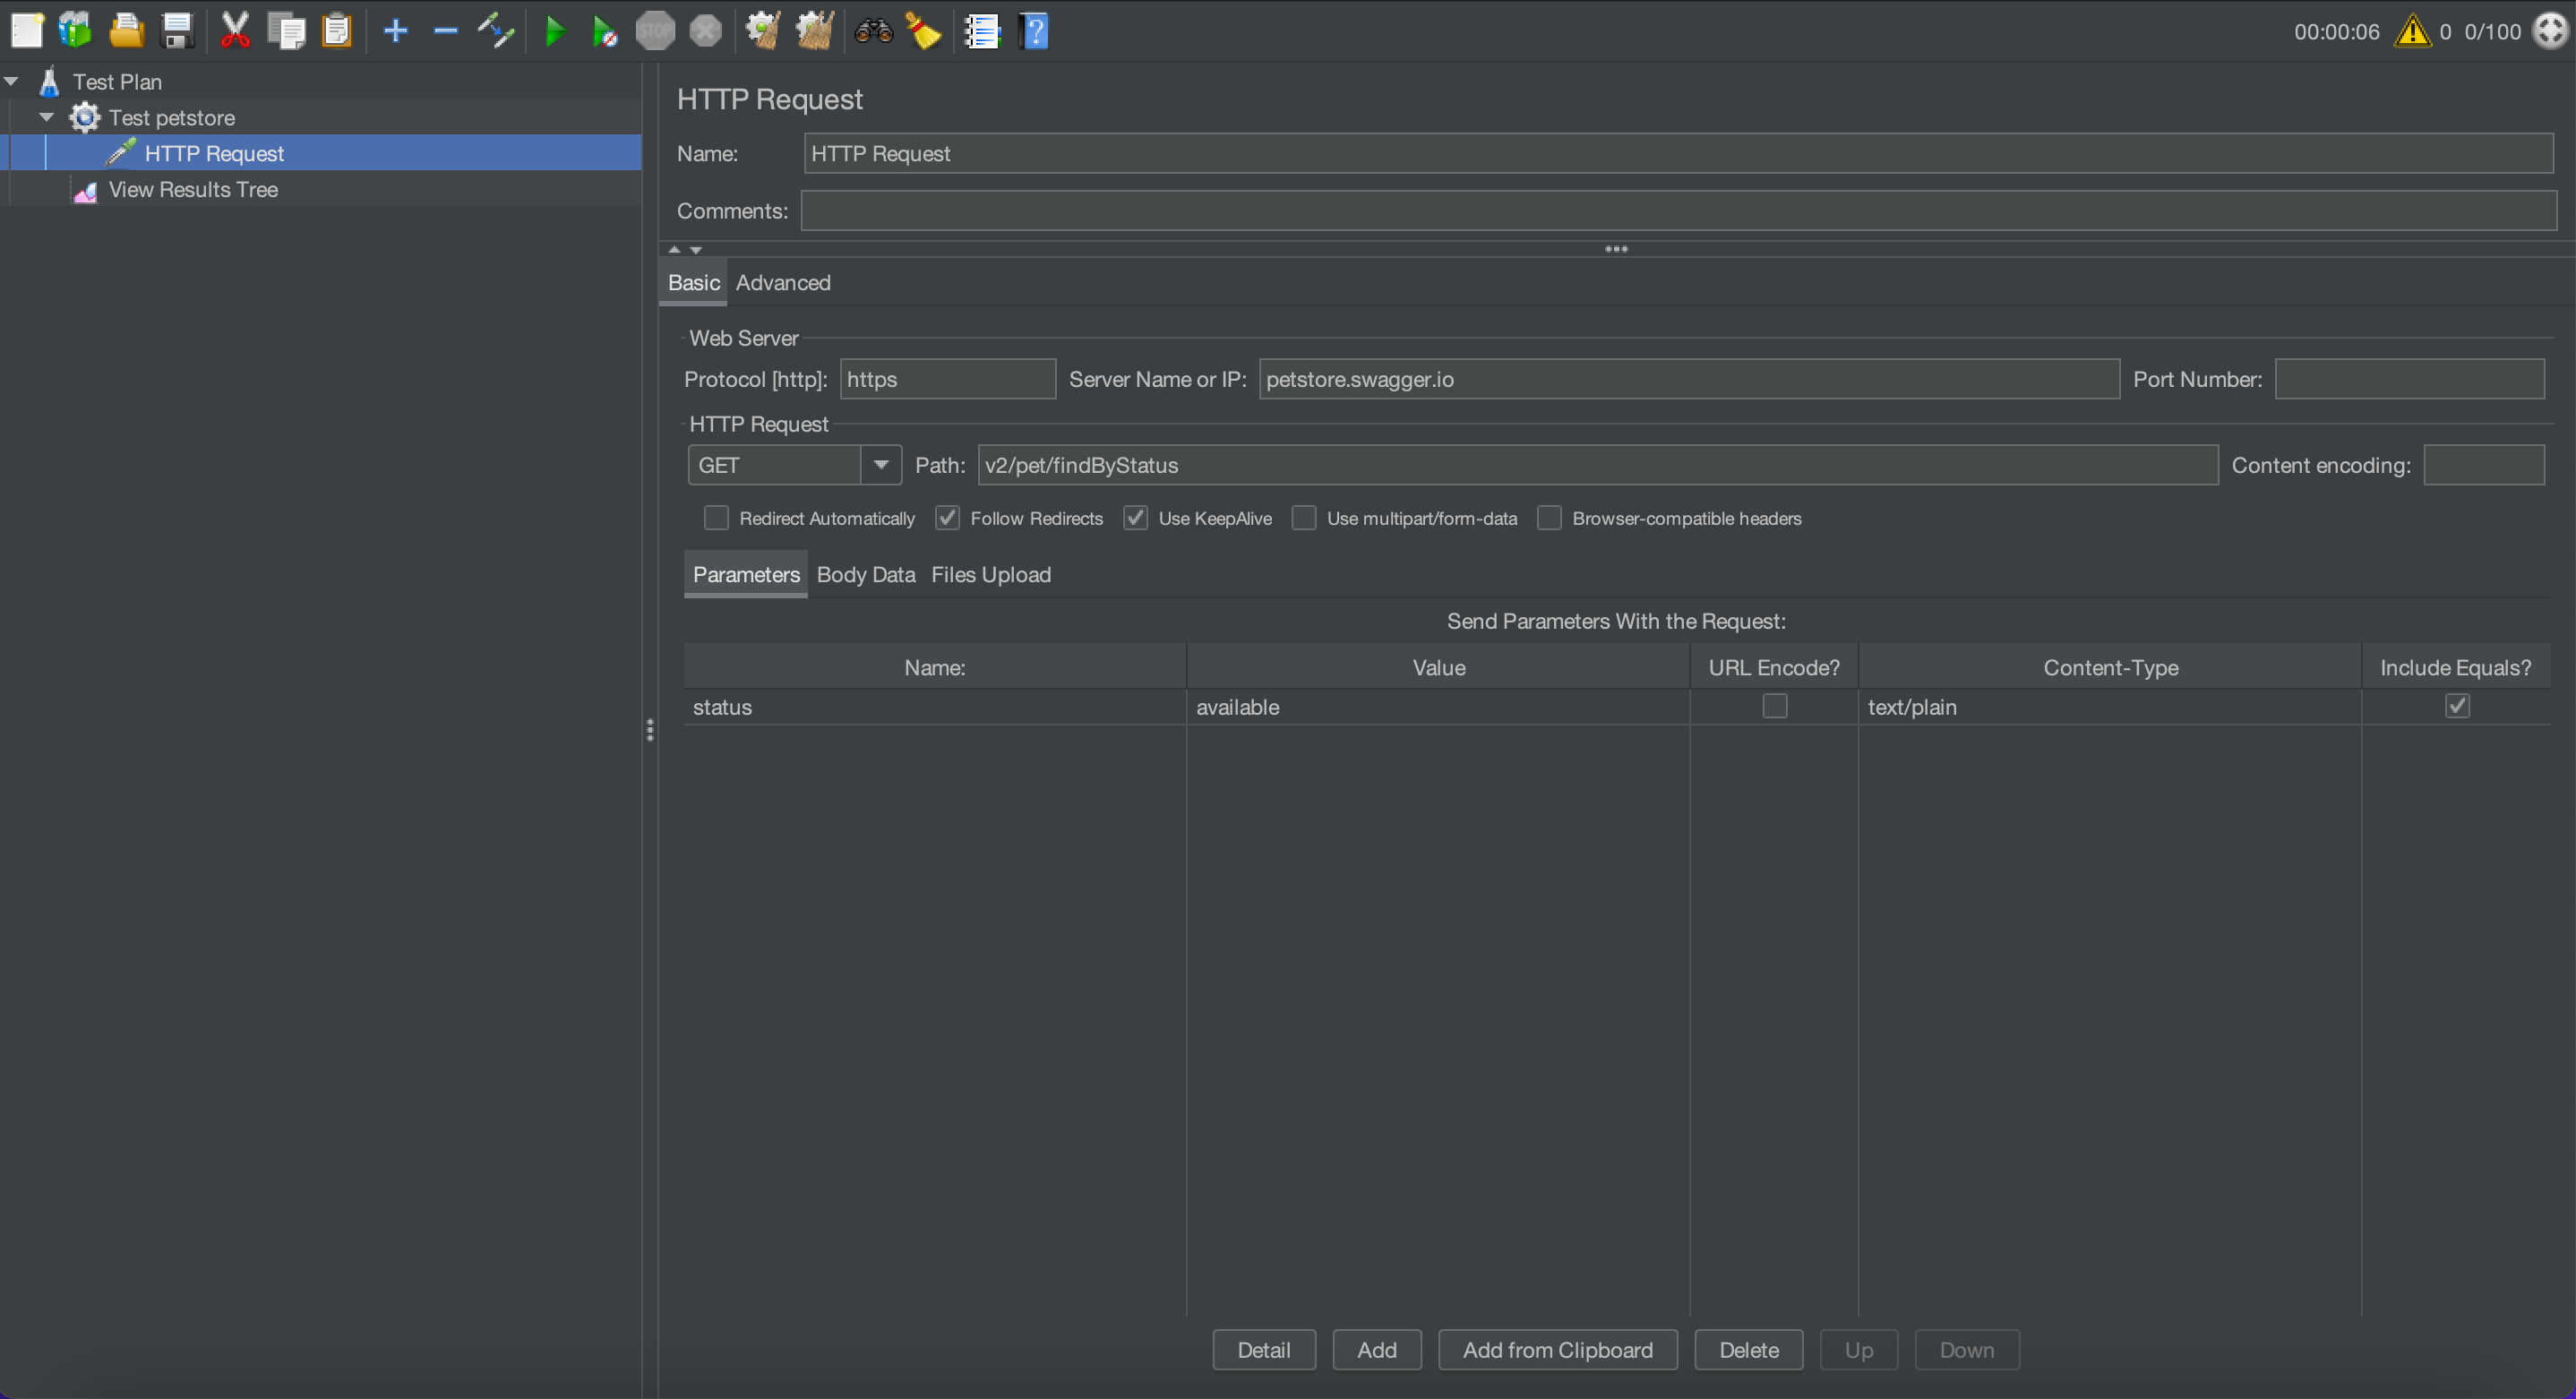 STOP
00:00:06 0 0/100
Test Plan
Test petstore
HTTP Request
View Results Tree
HTTP Request
Name: HTTP Request
Comments:
Basic Advanced
Web Server
Protocol [http]: https Server Name or IP: petstore.swagger.io Port Number:
HTTP Request
GET Path: v2/pet/findByStatus Content encoding:
Redirect Automatically Follow Redirects Use KeepAlive Use multipart/form-data Browser-compatible headers
Parameters Body Data Files Upload
Send Parameters With the Request:
Name: Value URL Encode? Content-Type Include Equals?
status available text/plain
Detail Add Add from Clipboard Delete Up Down